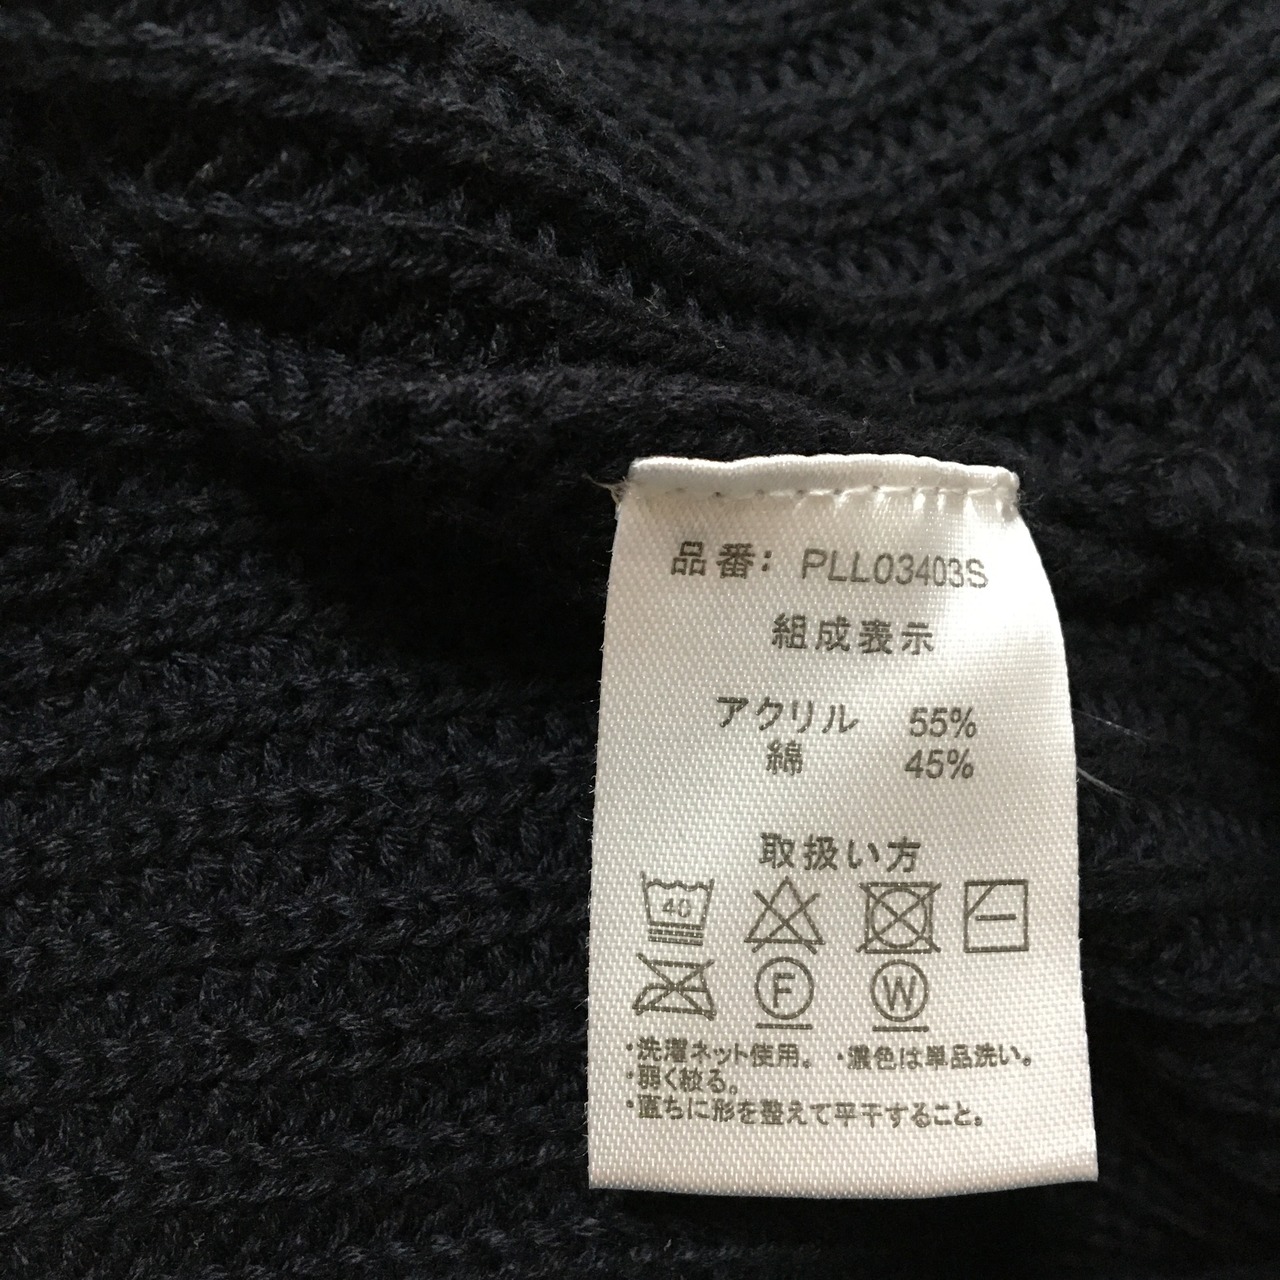 品番: PLL03403S
組成表示
アクリル 55%
綿 45%
取扱い方
40
F W
・洗濯ネット使用。 ・濃色は単品洗い。
・弱く絞る。
・直ちに形を整えて平干すること。